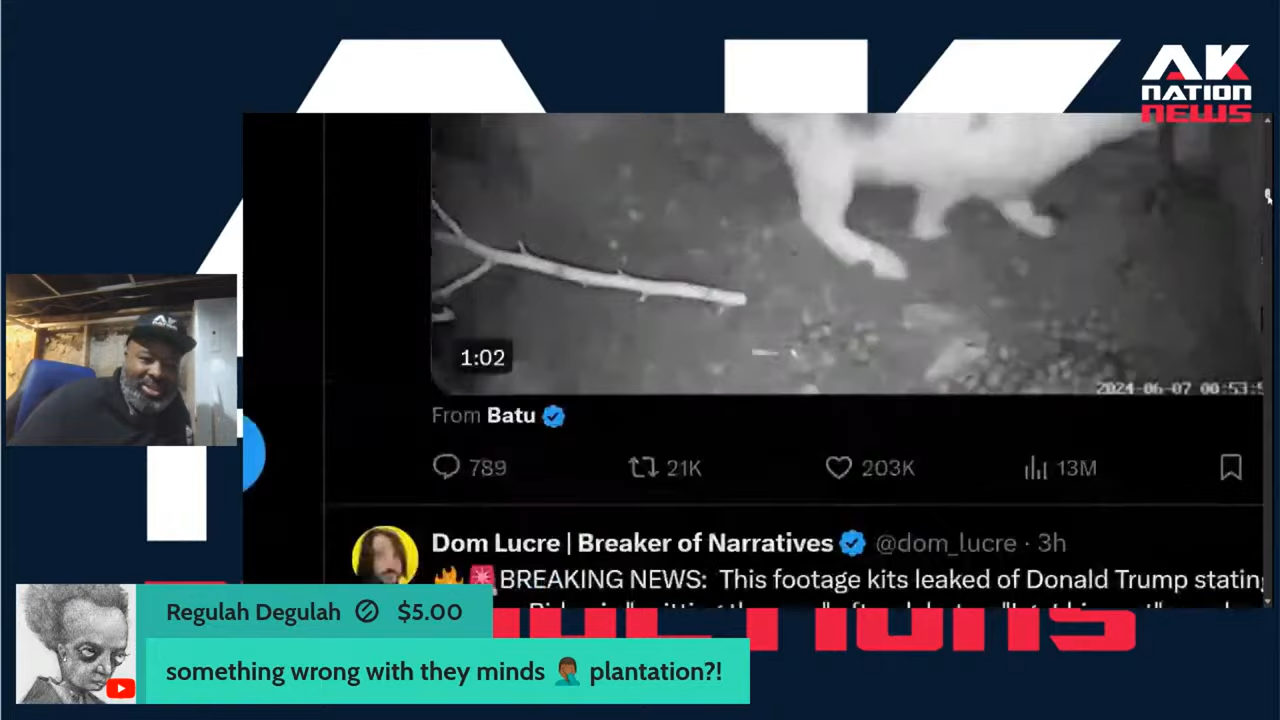 AK
NATION
NEWS
1:02
2024-06-07 00:53:5
From Batu
789 21K 203K 13M
Dom Lucre | Breaker of Narratives @dom_lucre · 3h
🔥🚨BREAKING NEWS: This footage kits leaked of Donald Trump stating
Regulah Degulah $5.00
something wrong with they minds 🤦🏾‍♂️ plantation?!